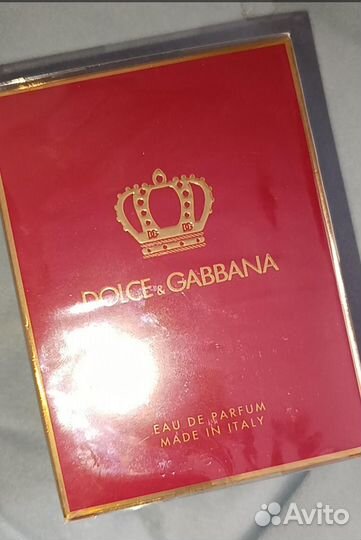 DOLCE & GABBANA
EAU DE PARFUM
MADE IN ITALY
Avito